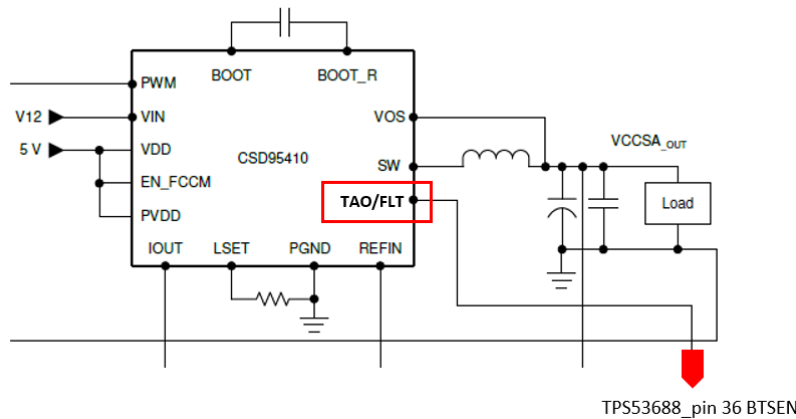 BOOT BOOT_R
PWM
V12 VIN VOS
5 V VDD VCCSA_OUT
CSD95410 SW
EN_FCCM
TAO/FLT Load
PVDD
IOUT LSET PGND REFIN
TPS53688_pin 36 BTSEN